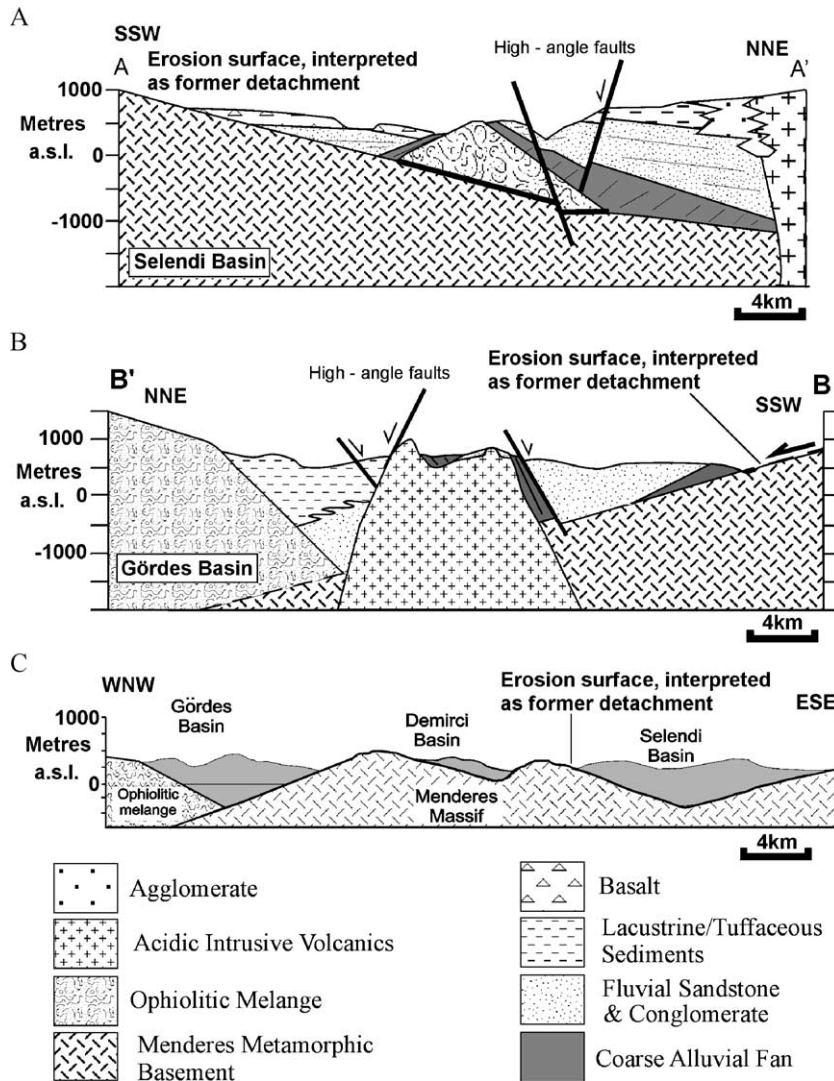 A
SSW
A
Erosion surface, interpreted
as former detachment
High - angle faults
NNE
A'
1000
Metres
a.s.l.
0
-1000
Selendi Basin
4km
B
B'
NNE
High - angle faults
Erosion surface, interpreted
as former detachment
B
SSW
1000
Metres
a.s.l.
0
-1000
Gördes Basin
4km
C
WNW
Gördes
Basin
Demirci
Basin
Erosion surface, interpreted
as former detachment
Selendi
Basin
ESE
1000
Metres
a.s.l.
0
Ophiolitic
melange
Menderes
Massif
4km
Agglomerate
Acidic Intrusive Volcanics
Ophiolitic Melange
Menderes Metamorphic
Basement
Basalt
Lacustrine/Tuffaceous
Sediments
Fluvial Sandstone
& Conglomerate
Coarse Alluvial Fan